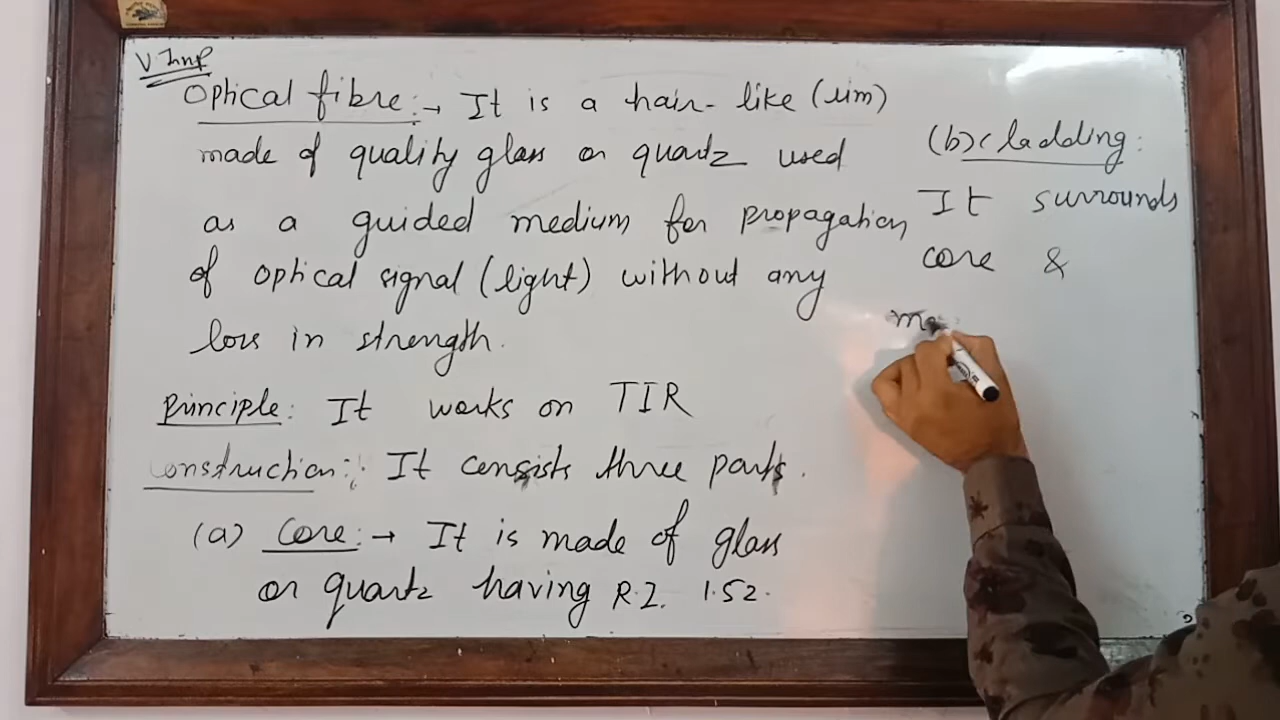 V. Imp
Optical fibre :→ It is a hair-like (slim)
made of quality glass or quartz used
as a guided medium for propagation
of optical signal (light) without any
loss in strength.
Principle: It works on TIR
Construction: It consists three parts.
(a) Core :→ It is made of glass
or quartz having R.I. 1.52.
(b) cladding:
It surrounds
core &